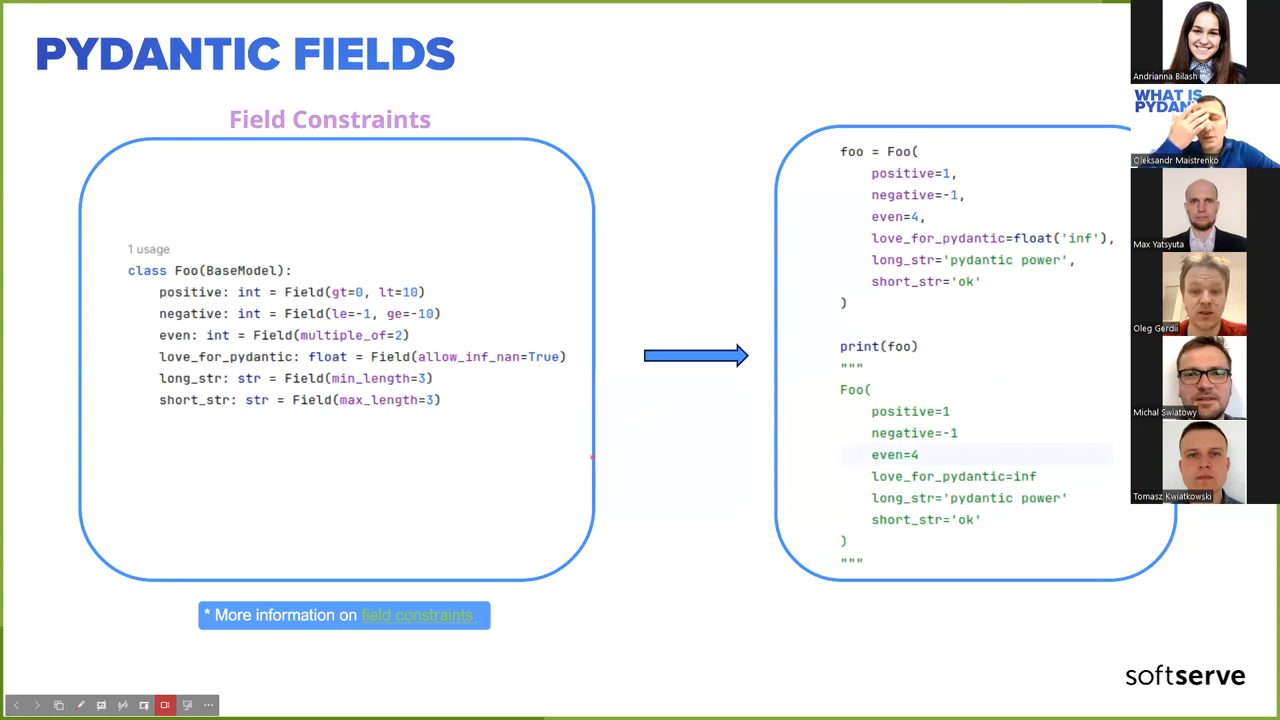 PYDANTIC FIELDS
Field Constraints
1 usage
class Foo(BaseModel):
positive: int = Field(gt=0, lt=10)
negative: int = Field(le=-1, ge=-10)
even: int = Field(multiple_of=2)
love_for_pydantic: float = Field(allow_inf_nan=True)
long_str: str = Field(min_length=3)
short_str: str = Field(max_length=3)
* More information on field constraints
foo = Foo(
positive=1,
negative=-1,
even=4,
love_for_pydantic=float('inf'),
long_str='pydantic power',
short_str='ok'
)
print(foo)
"""
Foo(
positive=1
negative=-1
even=4
love_for_pydantic=inf
long_str='pydantic power'
short_str='ok'
)
"""
Andrianna Bilash
WHAT IS
PYDAN
Oleksandr Maistrenko
Max Yatsyuta
Oleg Gerdii
Michal Swiatowy
Tomasz Kwiatkowski
softserve